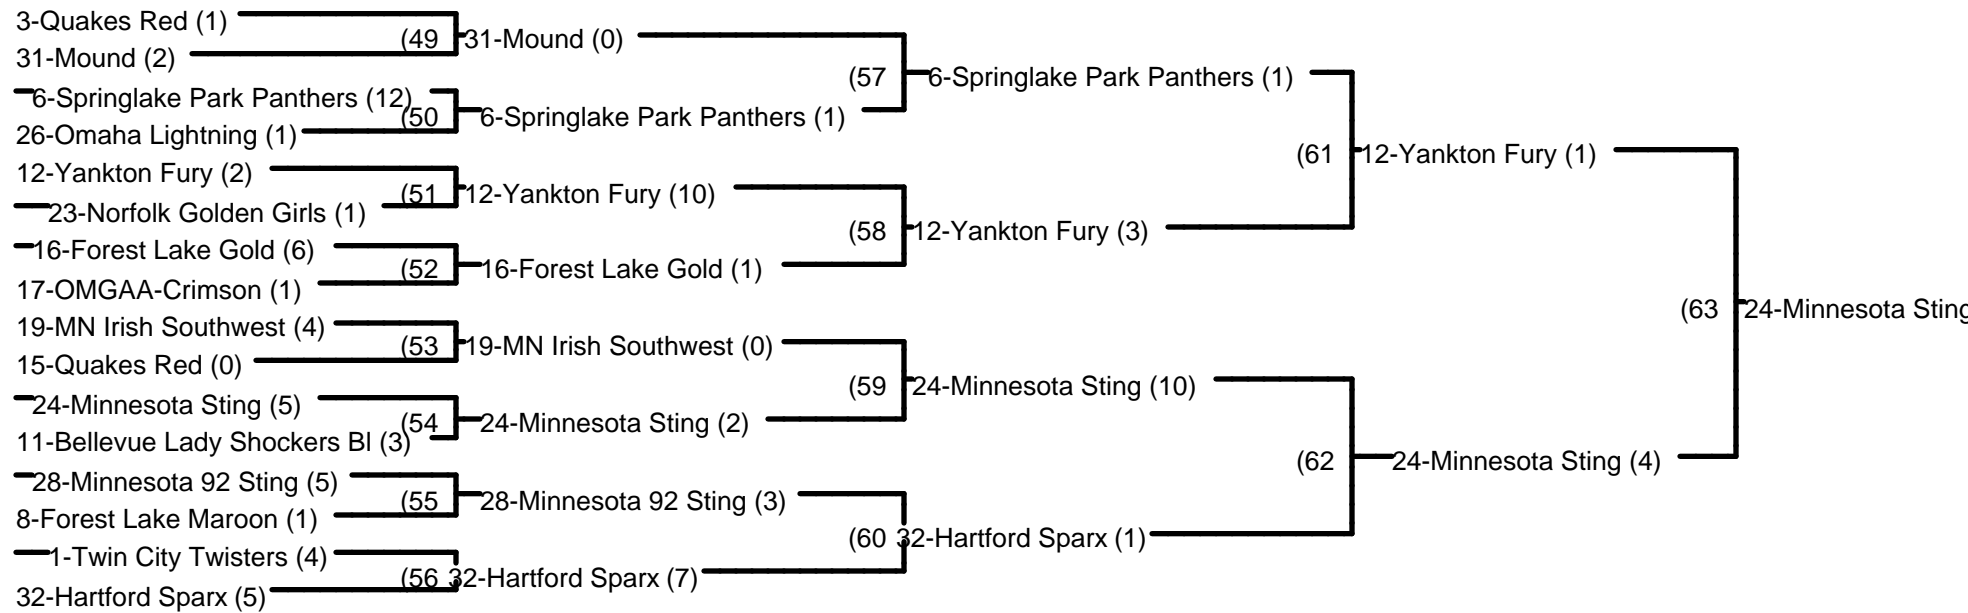 3-Quakes Red (1)
31-Mound (2)
6-Springlake Park Panthers (12)
26-Omaha Lightning (1)
12-Yankton Fury (2)
23-Norfolk Golden Girls (1)
16-Forest Lake Gold (6)
17-OMGAA-Crimson (1)
19-MN Irish Southwest (4)
15-Quakes Red (0)
24-Minnesota Sting (5)
11-Bellevue Lady Shockers Bl (3)
28-Minnesota 92 Sting (5)
8-Forest Lake Maroon (1)
1-Twin City Twisters (4)
32-Hartford Sparx (5)
(49
31-Mound (0)
(50
6-Springlake Park Panthers (1)
(51
12-Yankton Fury (10)
(52
16-Forest Lake Gold (1)
(53
19-MN Irish Southwest (0)
(54
24-Minnesota Sting (2)
(55
28-Minnesota 92 Sting (3)
(56
32-Hartford Sparx (7)
(57
6-Springlake Park Panthers (1)
(58
12-Yankton Fury (3)
(59
24-Minnesota Sting (10)
(60
32-Hartford Sparx (1)
(61
12-Yankton Fury (1)
(62
24-Minnesota Sting (4)
(63
24-Minnesota Sting